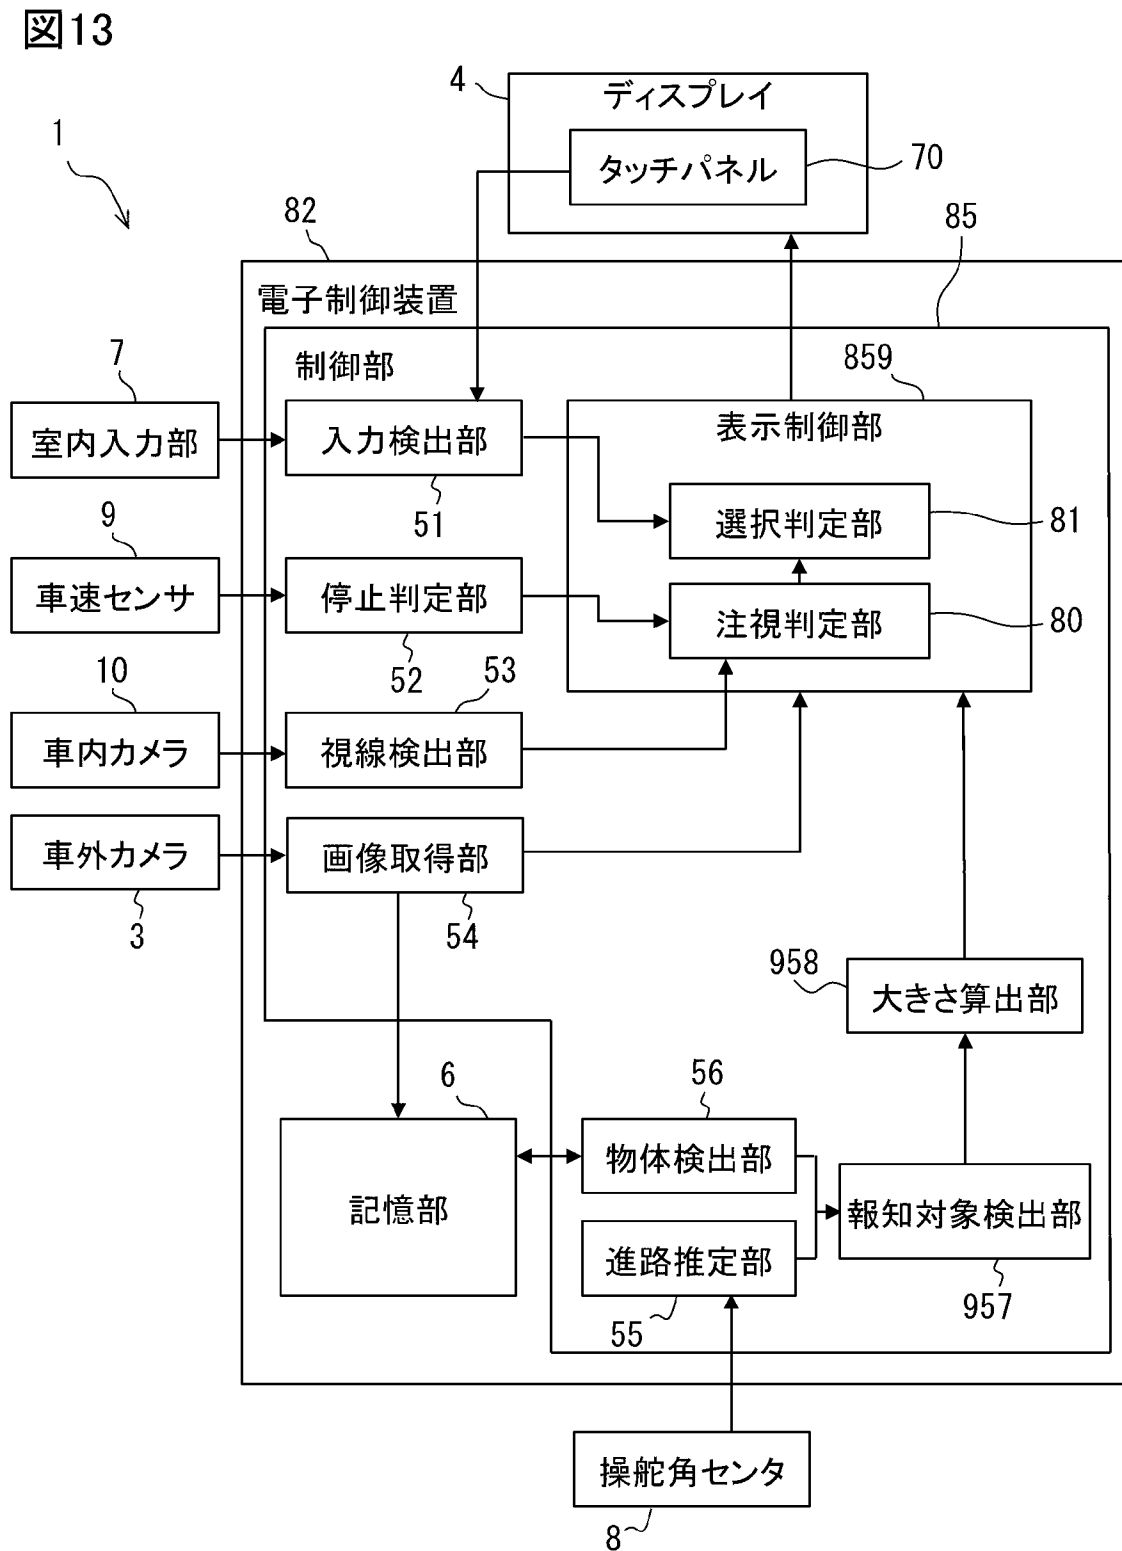 図13
4
ディスプレイ
1
タッチパネル
70
82
85
電子制御装置
7
制御部
859
室内入力部
入力検出部
表示制御部
51
選択判定部
81
9
車速センサ
停止判定部
注視判定部
80
52
10
53
車内カメラ
視線検出部
車外カメラ
画像取得部
3
54
958
大きさ算出部
6
56
記憶部
物体検出部
報知対象検出部
進路推定部
55
957
操舵角センタ
8